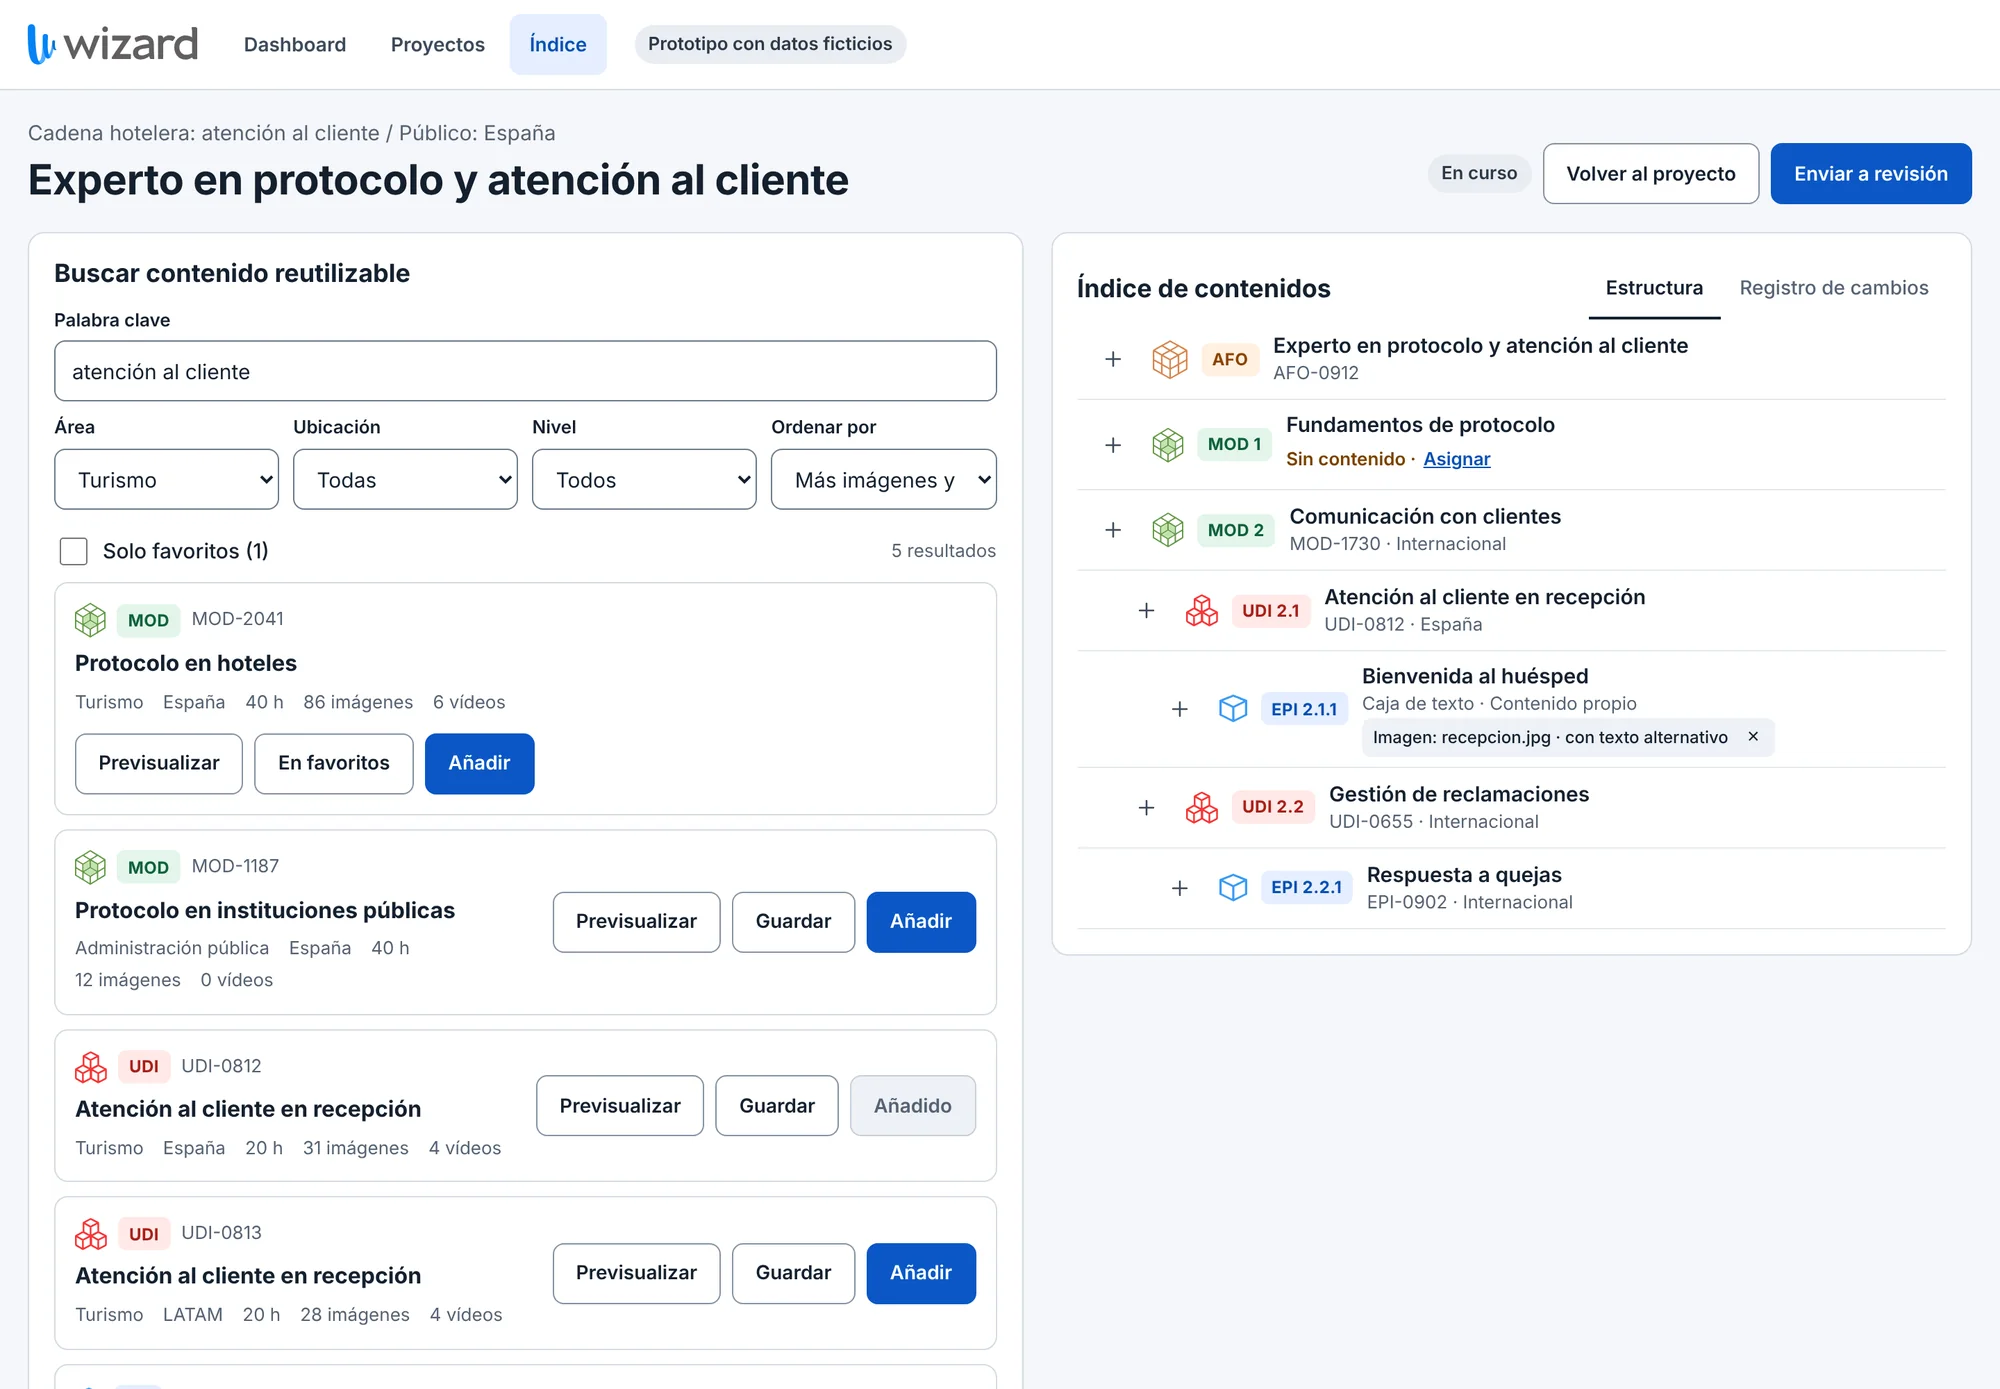 wizard
Dashboard
Proyectos
Índice
Prototipo con datos ficticios
Cadena hotelera: atención al cliente / Público: España
Experto en protocolo y atención al cliente
En curso
Volver al proyecto
Enviar a revisión
Buscar contenido reutilizable
Palabra clave
atención al cliente
Área
Ubicación
Nivel
Ordenar por
Turismo
Todas
Todos
Más imágenes y
Solo favoritos (1)
5 resultados
MOD
MOD-2041
Protocolo en hoteles
Turismo España 40 h 86 imágenes 6 vídeos
Previsualizar
En favoritos
Añadir
MOD
MOD-1187
Protocolo en instituciones públicas
Administración pública España 40 h
12 imágenes 0 vídeos
Previsualizar
Guardar
Añadir
UDI
UDI-0812
Atención al cliente en recepción
Turismo España 20 h 31 imágenes 4 vídeos
Previsualizar
Guardar
Añadido
UDI
UDI-0813
Atención al cliente en recepción
Turismo LATAM 20 h 28 imágenes 4 vídeos
Previsualizar
Guardar
Añadir
Índice de contenidos
Estructura
Registro de cambios
AFO
Experto en protocolo y atención al cliente
AFO-0912
MOD 1
Fundamentos de protocolo
Sin contenido · Asignar
MOD 2
Comunicación con clientes
MOD-1730 · Internacional
UDI 2.1
Atención al cliente en recepción
UDI-0812 · España
EPI 2.1.1
Bienvenida al huésped
Caja de texto · Contenido propio
Imagen: recepcion.jpg · con texto alternativo ×
UDI 2.2
Gestión de reclamaciones
UDI-0655 · Internacional
EPI 2.2.1
Respuesta a quejas
EPI-0902 · Internacional